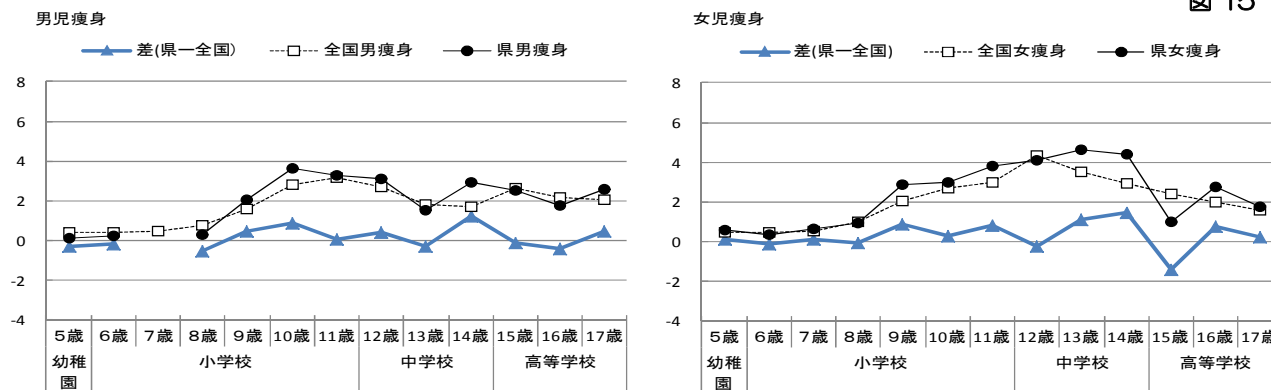 図 15
男児痩身
差(県ー全国)
全国男痩身
県男痩身
8
6
4
2
0
-2
-4
5歳 6歳 7歳 8歳 9歳 10歳 11歳 12歳 13歳 14歳 15歳 16歳 17歳
幼稚園 小学校 中学校 高等学校
女児痩身
差(県ー全国)
全国女痩身
県女痩身
8
6
4
2
0
-2
-4
5歳 6歳 7歳 8歳 9歳 10歳 11歳 12歳 13歳 14歳 15歳 16歳 17歳
幼稚園 小学校 中学校 高等学校